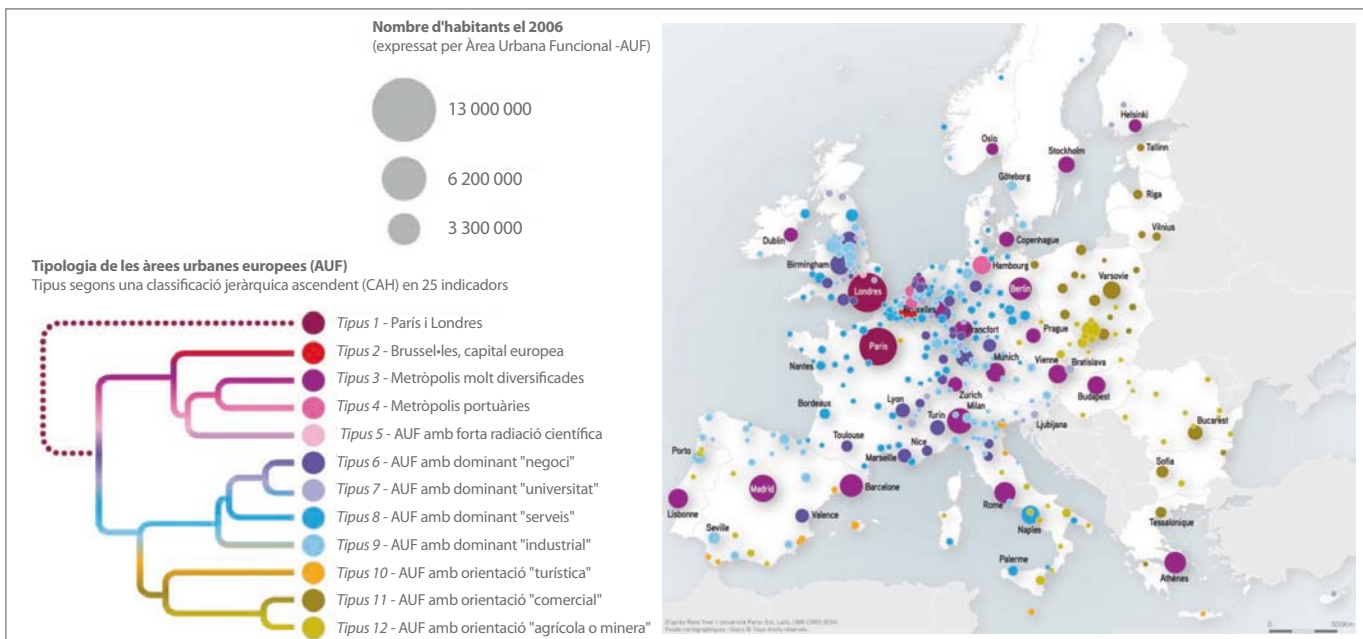 Nombre d'habitants el 2006
(expressat per Àrea Urbana Funcional -AUF)
13 000 000
6 200 000
3 300 000
Tipologia de les àrees urbanes europees (AUF)
Tipus segons una classificació jeràrquica ascendent (CAH) en 25 indicadors
Tipus 1 - París i Londres
Tipus 2 - Brussel•les, capital europea
Tipus 3 - Metròpolis molt diversificades
Tipus 4 - Metròpolis portuàries
Tipus 5 - AUF amb forta radiació científica
Tipus 6 - AUF amb dominant "negoci"
Tipus 7 - AUF amb dominant "universitat"
Tipus 8 - AUF amb dominant "serveis"
Tipus 9 - AUF amb dominant "industrial"
Tipus 10 - AUF amb orientació "turística"
Tipus 11 - AUF amb orientació "comercial"
Tipus 12 - AUF amb orientació "agrícola o minera"
Helsinki
Oslo
Tallinn
Stockholm
Göteborg
Riga
Dublin
Copenhague
Vilnius
Birmingham
Hambourg
Varsovie
Londres
Berlin
Bruxelles
Francfort
Prague
Paris
Nantes
Munich
Vienne
Bratislava
Zurich
Budapest
Bordeaux
Lyon
Milan
Turin
Ljubljana
Bucarest
Toulouse
Nice
Porto
Marseille
Sofia
Madrid
Barcelone
Rome
Lisbonne
Valence
Naples
Tessalonique
Seville
Palerme
Athènes
0 500 Km